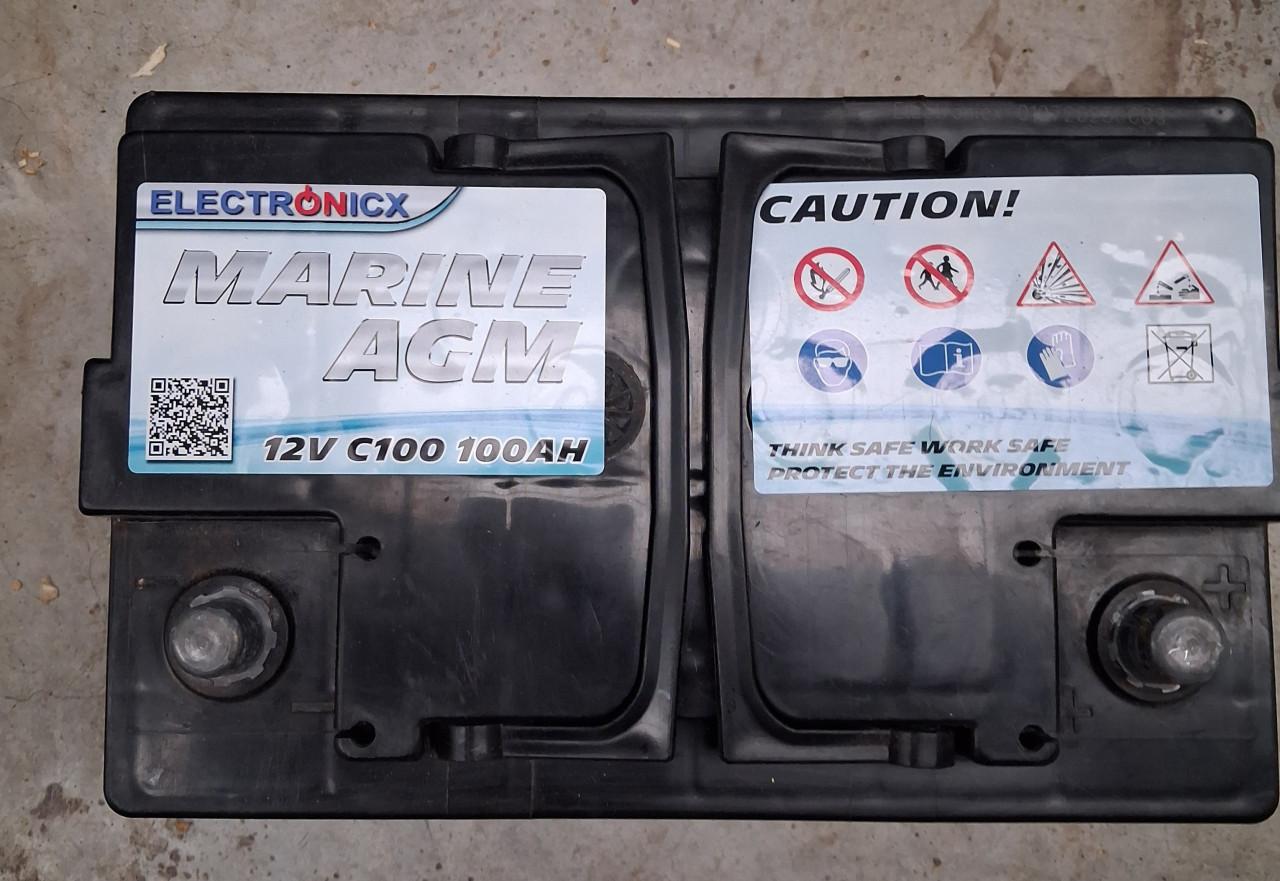 ELECTRONICX
MARINE
AGM
12V C100 100AH
CAUTION!
THINK SAFE WORK SAFE
PROTECT THE ENVIRONMENT
+
+
-